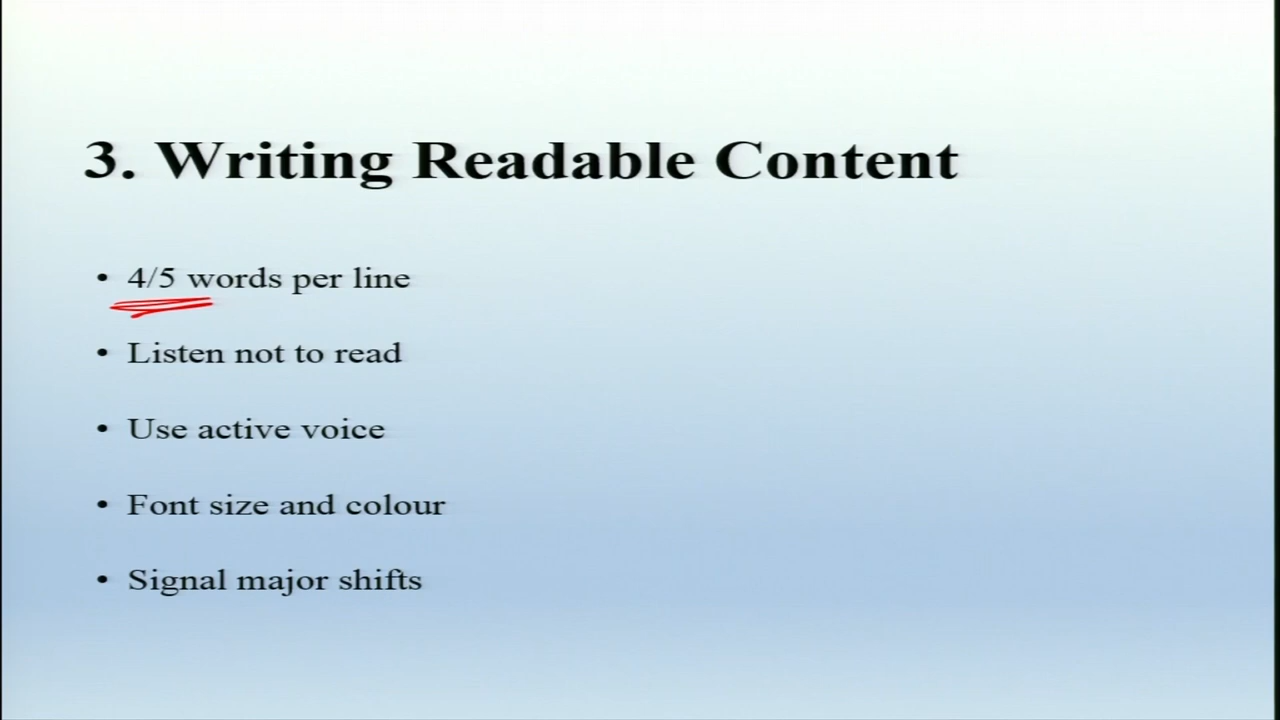 3. Writing Readable Content
• 4/5 words per line
• Listen not to read
• Use active voice
• Font size and colour
• Signal major shifts